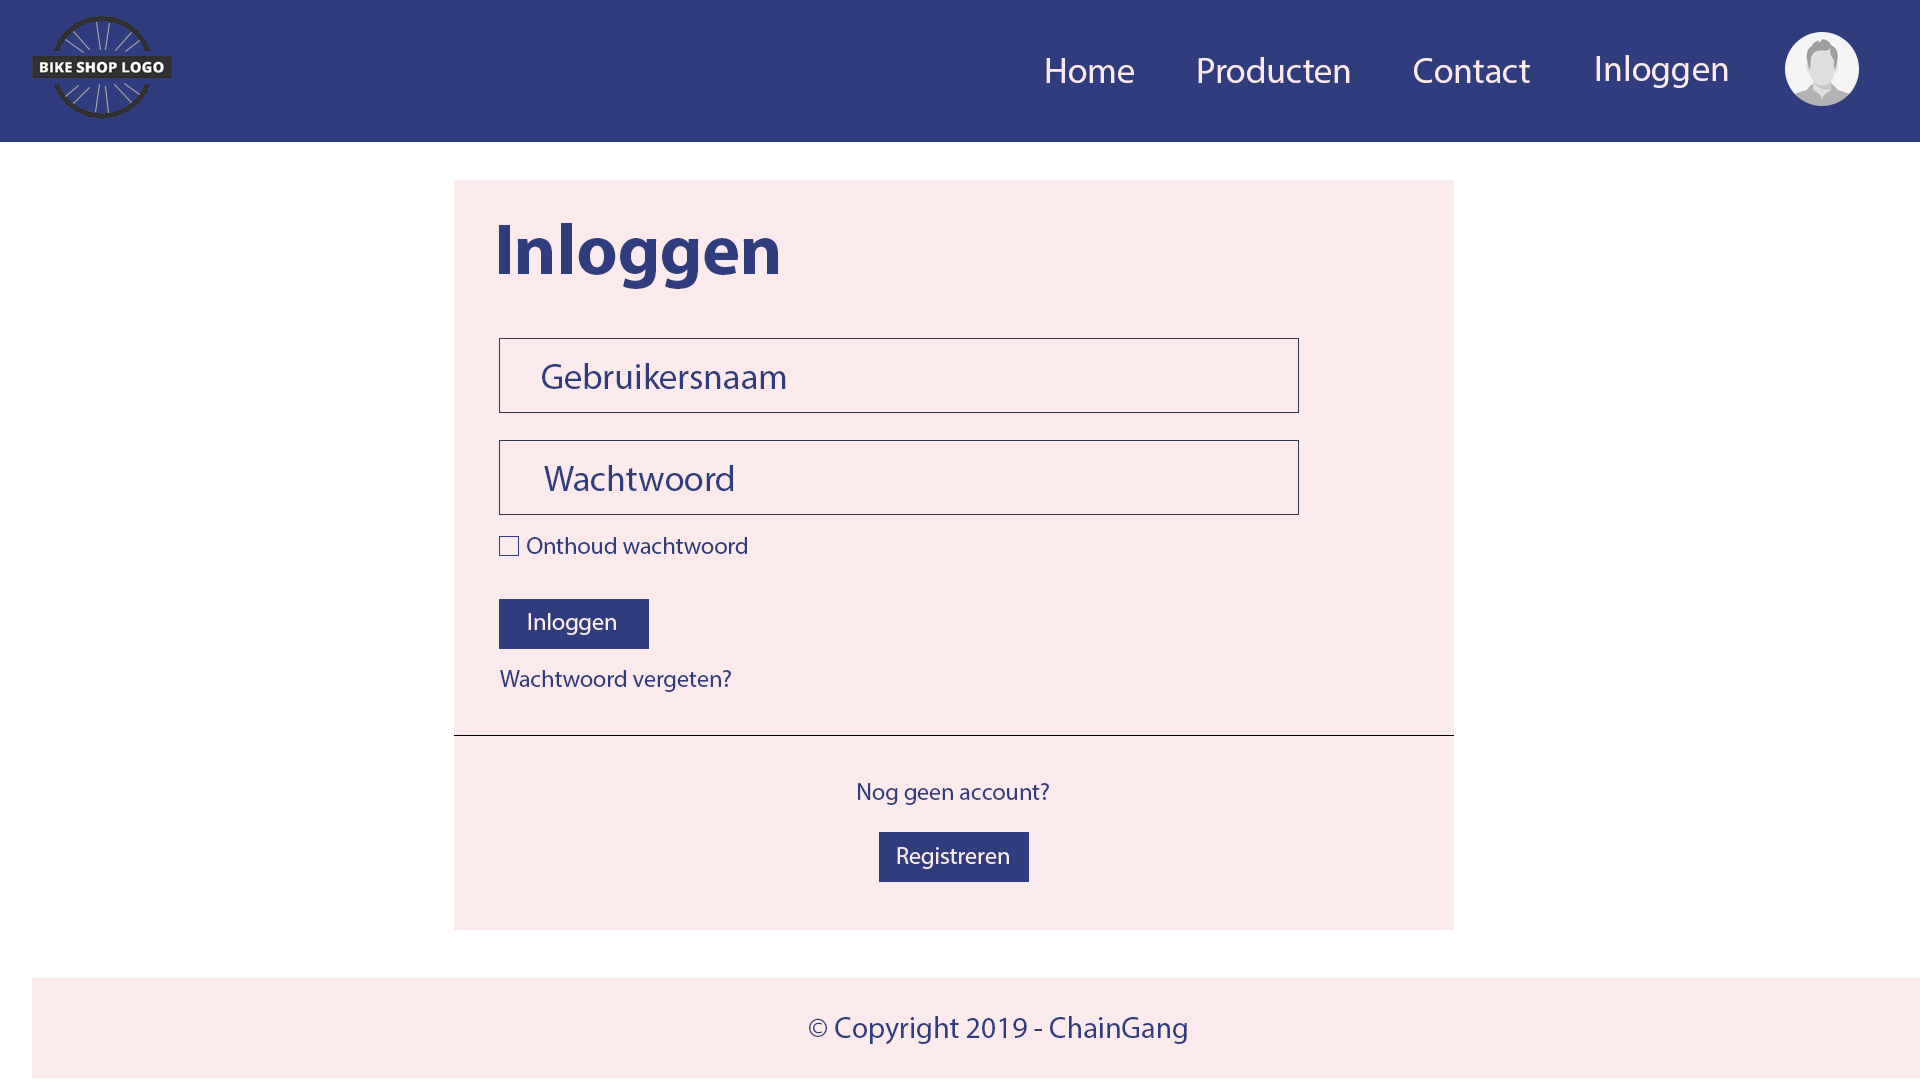 BIKE SHOP LOGO
Home
Producten
Contact
Inloggen
Inloggen
Gebruikersnaam
Wachtwoord
Onthoud wachtwoord
Inloggen
Wachtwoord vergeten?
Nog geen account?
Registreren
© Copyright 2019 - ChainGang